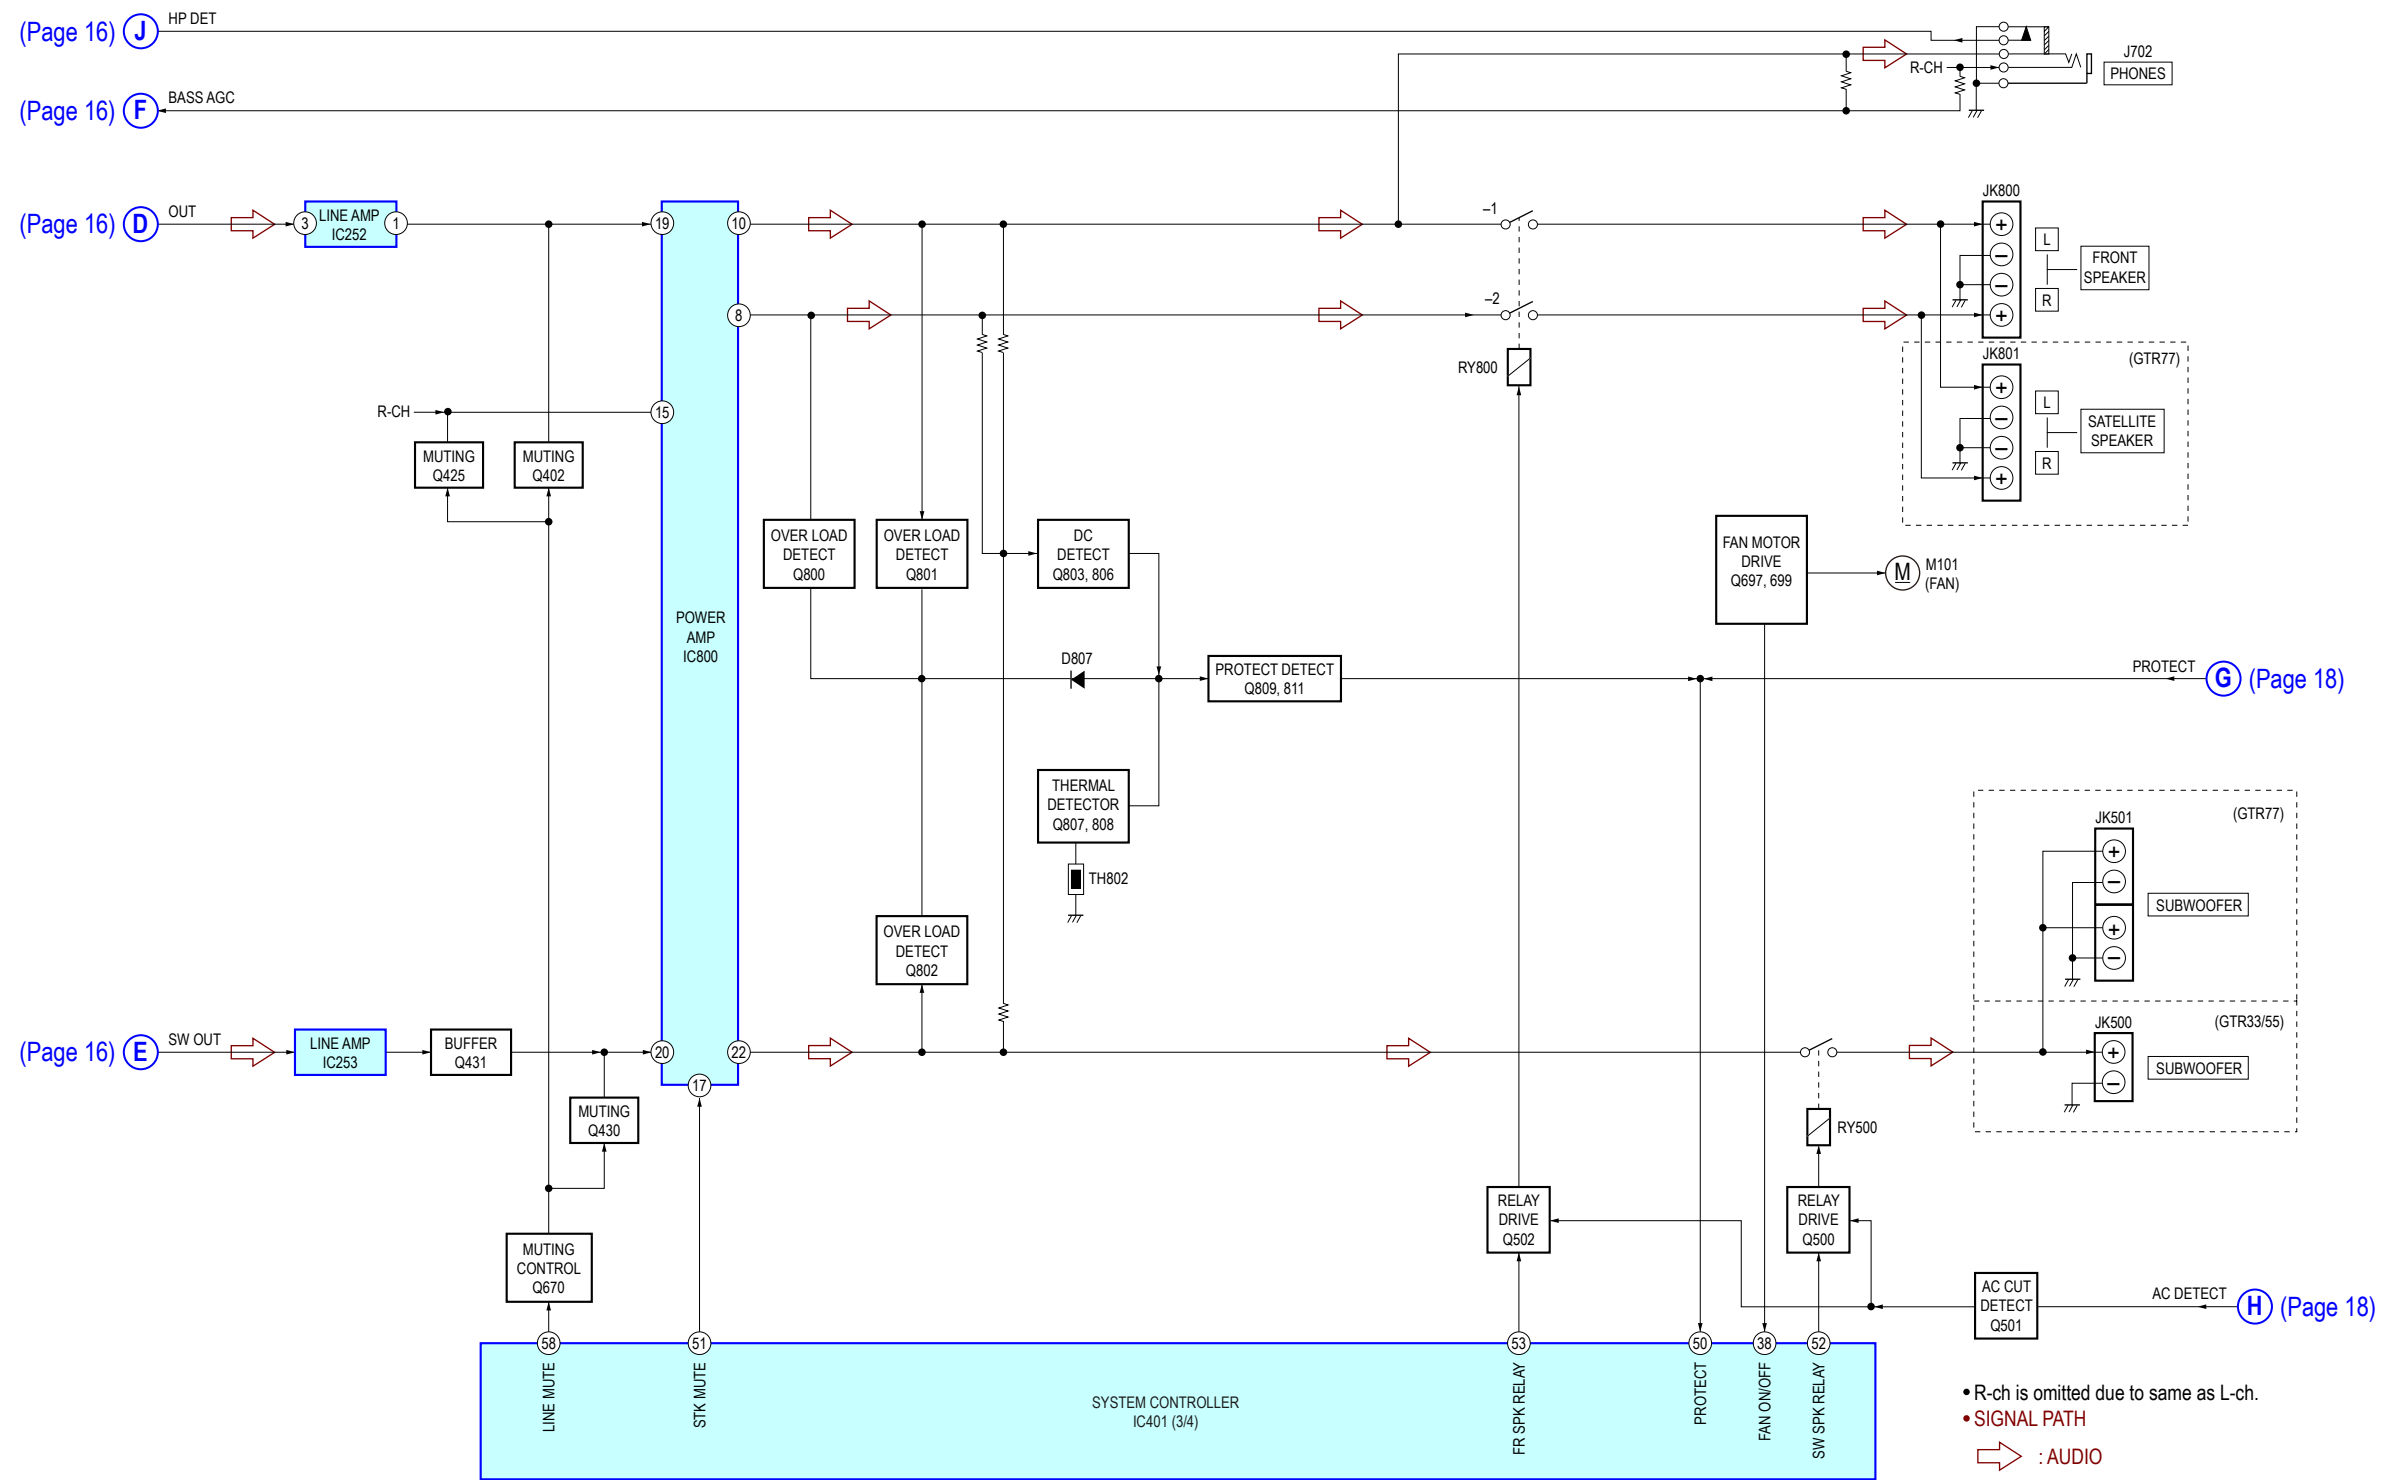 (Page 16) J HP DET
J702
R-CH
PHONES
(Page 16) F BASS AGC
(Page 16) D OUT
3 LINE AMP 1
IC252
19
10
–1
JK800
+
L
–
FRONT
SPEAKER
–
R
+
8
–2
RY800
JK801
(GTR77)
+
L
–
SATELLITE
SPEAKER
–
R
+
R-CH
15
MUTING
Q425
MUTING
Q402
OVER LOAD
DETECT
Q800
OVER LOAD
DETECT
Q801
DC
DETECT
Q803, 806
FAN MOTOR
DRIVE
Q697, 699
M
M101
(FAN)
POWER
AMP
IC800
D807
PROTECT DETECT
Q809, 811
PROTECT
G (Page 18)
THERMAL
DETECTOR
Q807, 808
TH802
(GTR77)
JK501
+
–
SUBWOOFER
+
–
OVER LOAD
DETECT
Q802
(Page 16) E SW OUT
LINE AMP
IC253
BUFFER
Q431
20
22
17
JK500
(GTR33/55)
+
SUBWOOFER
–
MUTING
Q430
RY500
MUTING
CONTROL
Q670
RELAY
DRIVE
Q502
RELAY
DRIVE
Q500
AC CUT
DETECT
Q501
AC DETECT
H (Page 18)
58
51
53
50
38
52
LINE MUTE
STK MUTE
FR SPK RELAY
PROTECT
FAN ON/OFF
SW SPK RELAY
SYSTEM CONTROLLER
IC401 (3/4)
• R-ch is omitted due to same as L-ch.
• SIGNAL PATH
: AUDIO